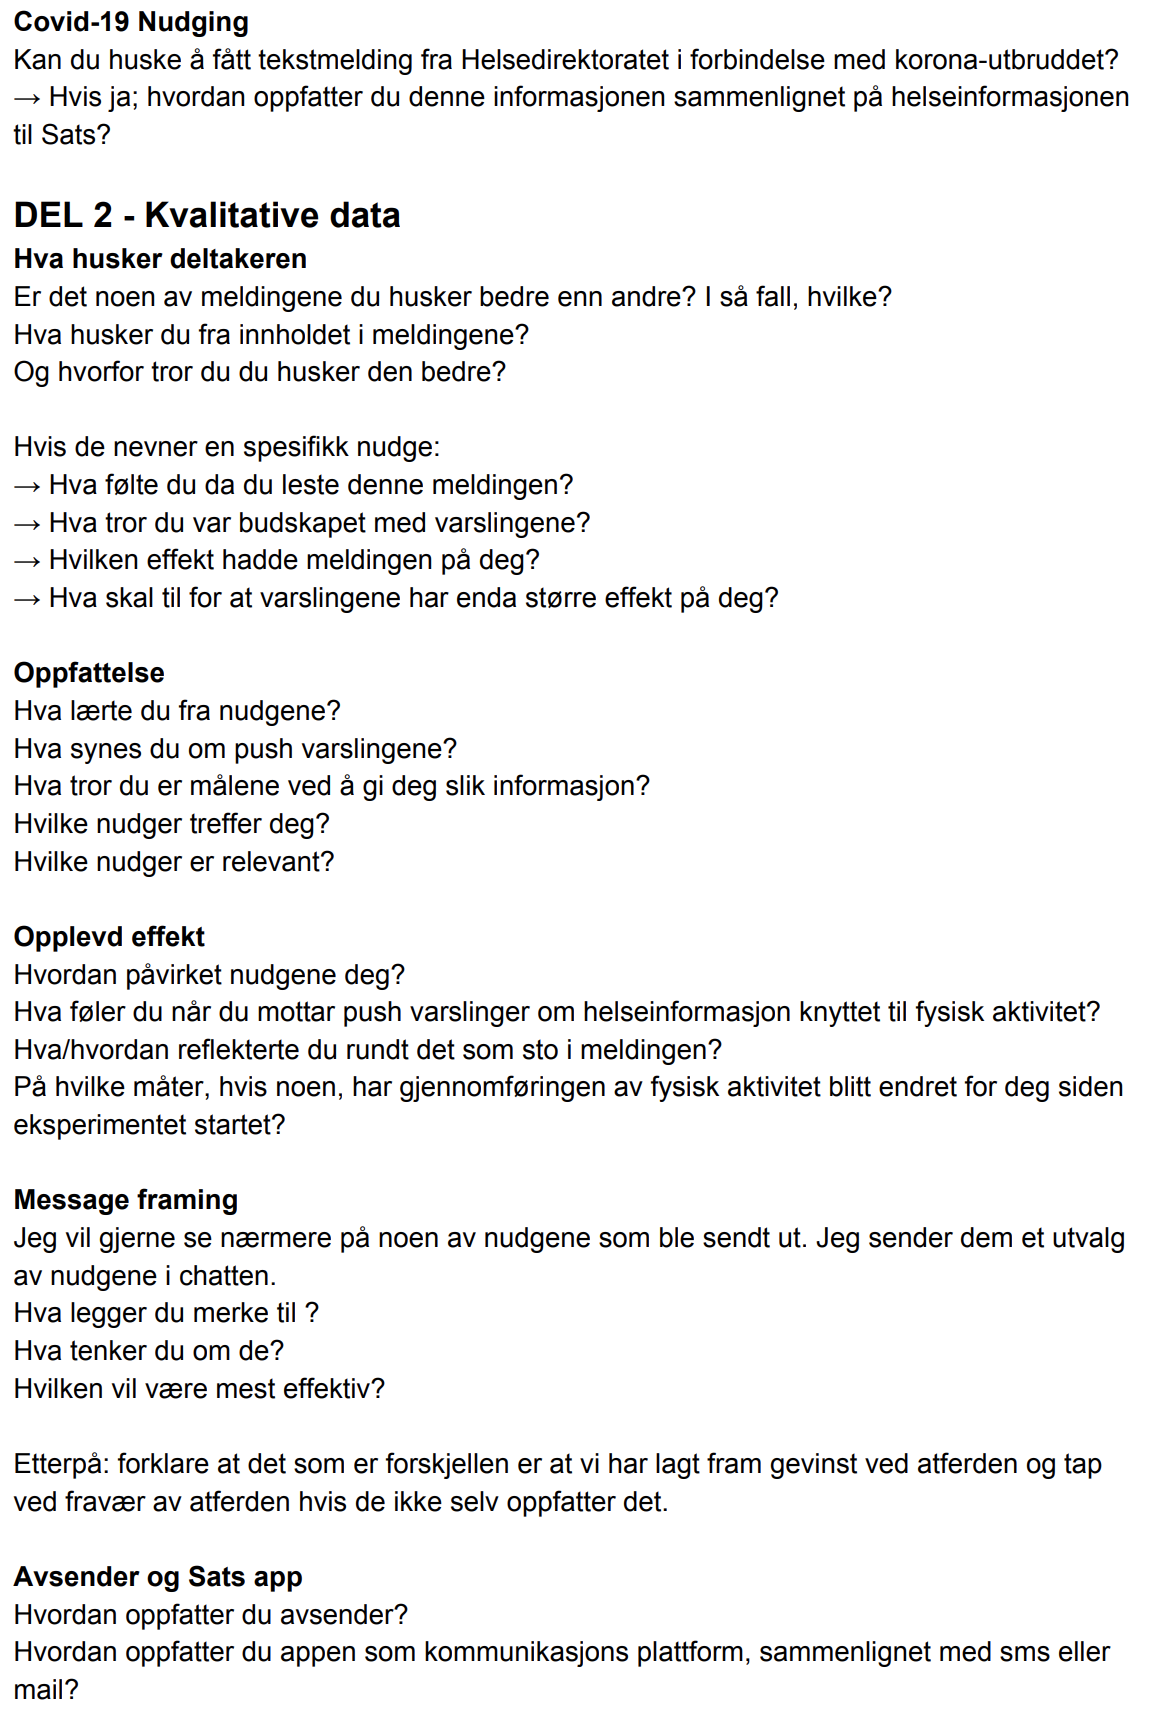 Covid-19 Nudging
Kan du huske å fått tekstmelding fra Helsedirektoratet i forbindelse med korona-utbruddet?
→ Hvis ja; hvordan oppfatter du denne informasjonen sammenlignet på helseinformasjonen
til Sats?
DEL 2 - Kvalitative data
Hva husker deltakeren
Er det noen av meldingene du husker bedre enn andre? I så fall, hvilke?
Hva husker du fra innholdet i meldingene?
Og hvorfor tror du du husker den bedre?
Hvis de nevner en spesifikk nudge:
→ Hva følte du da du leste denne meldingen?
→ Hva tror du var budskapet med varslingene?
→ Hvilken effekt hadde meldingen på deg?
→ Hva skal til for at varslingene har enda større effekt på deg?
Oppfattelse
Hva lærte du fra nudgene?
Hva synes du om push varslingene?
Hva tror du er målene ved å gi deg slik informasjon?
Hvilke nudger treffer deg?
Hvilke nudger er relevant?
Opplevd effekt
Hvordan påvirket nudgene deg?
Hva føler du når du mottar push varslinger om helseinformasjon knyttet til fysisk aktivitet?
Hva/hvordan reflekterte du rundt det som sto i meldingen?
På hvilke måter, hvis noen, har gjennomføringen av fysisk aktivitet blitt endret for deg siden
eksperimentet startet?
Message framing
Jeg vil gjerne se nærmere på noen av nudgene som ble sendt ut. Jeg sender dem et utvalg
av nudgene i chatten.
Hva legger du merke til ?
Hva tenker du om de?
Hvilken vil være mest effektiv?
Etterpå: forklare at det som er forskjellen er at vi har lagt fram gevinst ved atferden og tap
ved fravær av atferden hvis de ikke selv oppfatter det.
Avsender og Sats app
Hvordan oppfatter du avsender?
Hvordan oppfatter du appen som kommunikasjons plattform, sammenlignet med sms eller
mail?